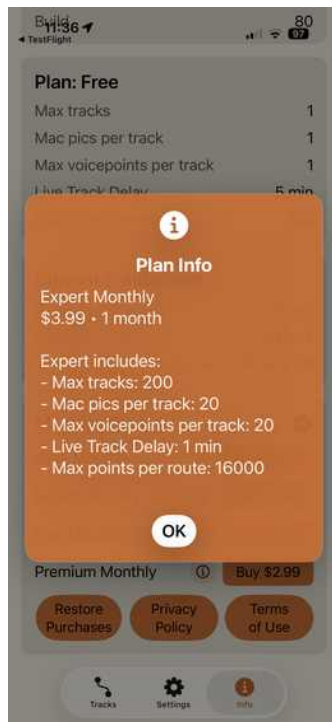 Build 80
11:36
97
TestFlight
Plan: Free
Max tracks 1
Mac pics per track 1
Max voicepoints per track 1
Live Track Delay 5 min
Plan Info
Expert Monthly
$3.99 • 1 month
Expert includes:
- Max tracks: 200
- Mac pics per track: 20
- Max voicepoints per track: 20
- Live Track Delay: 1 min
- Max points per route: 16000
OK
Premium Monthly Buy $2.99
Restore Purchases
Privacy Policy
Terms of Use
Tracks
Settings
Info